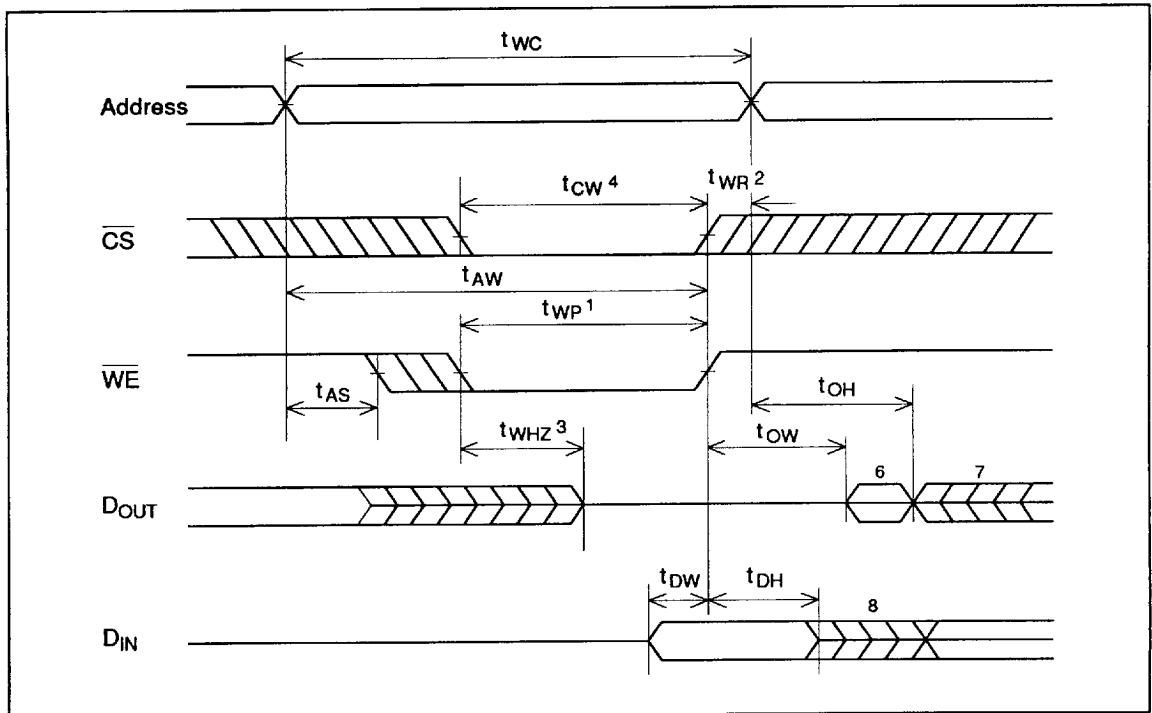 tWC
Address
tCW 4
tWR 2
CS
tAW
tWP 1
WE
tAS
tOH
tWHZ 3
tOW
6
7
DOUT
tDW
tDH
8
DIN